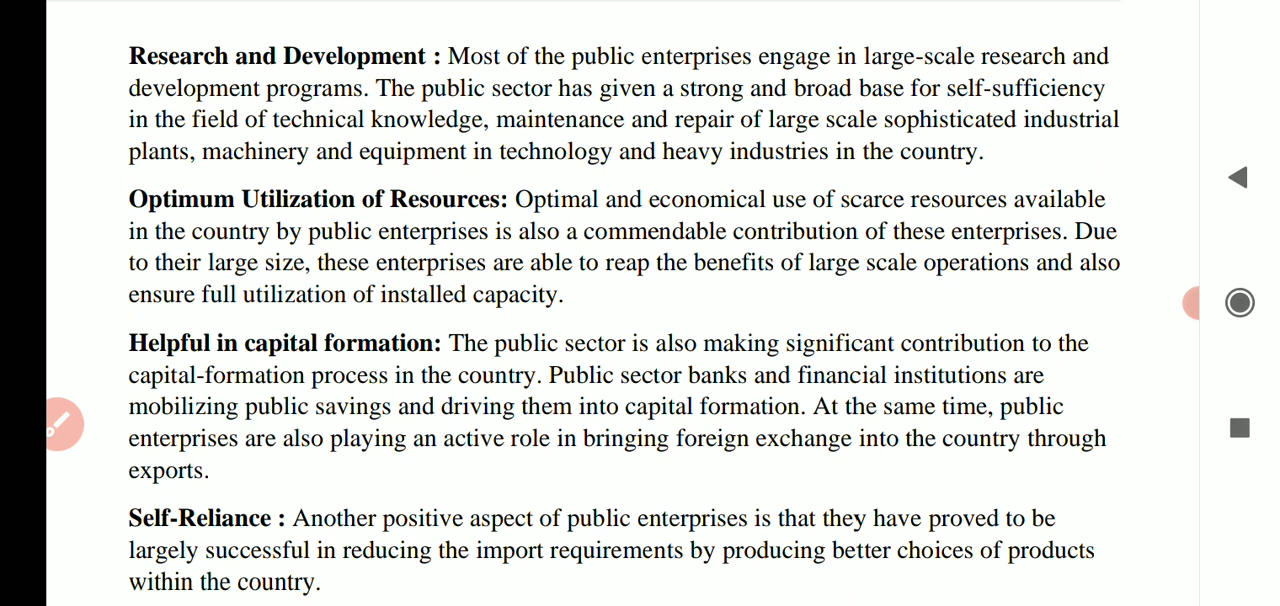 Research and Development : Most of the public enterprises engage in large-scale research and
development programs. The public sector has given a strong and broad base for self-sufficiency
in the field of technical knowledge, maintenance and repair of large scale sophisticated industrial
plants, machinery and equipment in technology and heavy industries in the country.
Optimum Utilization of Resources: Optimal and economical use of scarce resources available
in the country by public enterprises is also a commendable contribution of these enterprises. Due
to their large size, these enterprises are able to reap the benefits of large scale operations and also
ensure full utilization of installed capacity.
Helpful in capital formation: The public sector is also making significant contribution to the
capital-formation process in the country. Public sector banks and financial institutions are
mobilizing public savings and driving them into capital formation. At the same time, public
enterprises are also playing an active role in bringing foreign exchange into the country through
exports.
Self-Reliance : Another positive aspect of public enterprises is that they have proved to be
largely successful in reducing the import requirements by producing better choices of products
within the country.